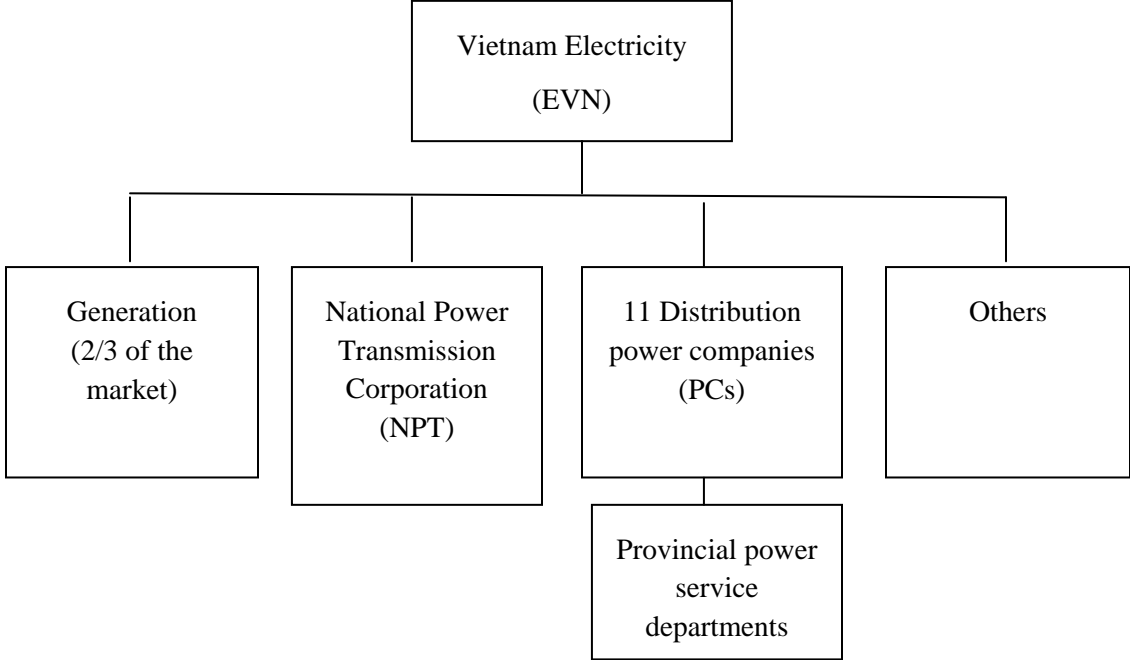 Vietnam Electricity
(EVN)
Generation
(2/3 of the
market)
National Power
Transmission
Corporation
(NPT)
11 Distribution
power companies
(PCs)
Others
Provincial power
service
departments